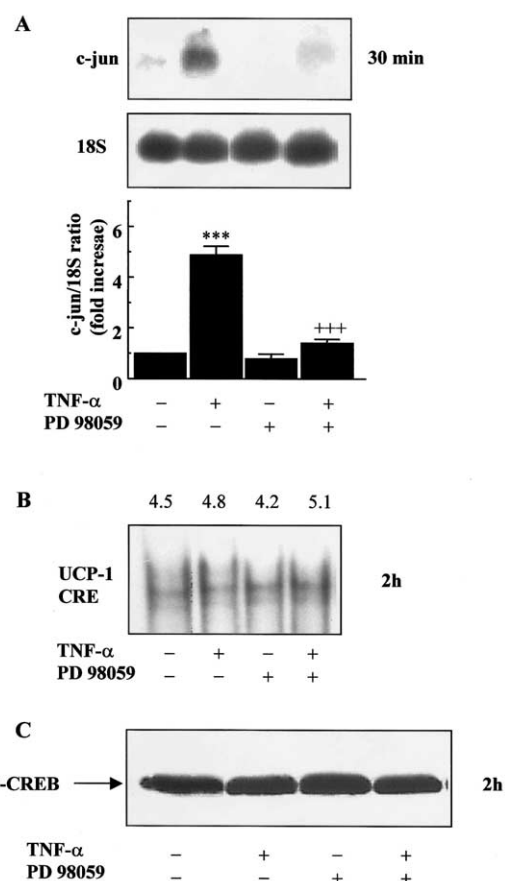 A
c-jun
30 min
18S
c-jun/18S ratio
(fold incresae)
6
4
2
0
***
+++
TNF-α – + – +
PD 98059 – – + +
B
4.5 4.8 4.2 5.1
UCP-1
CRE
2h
TNF-α – + – +
PD 98059 – – + +
C
-CREB
2h
TNF-α – + – +
PD 98059 – – + +